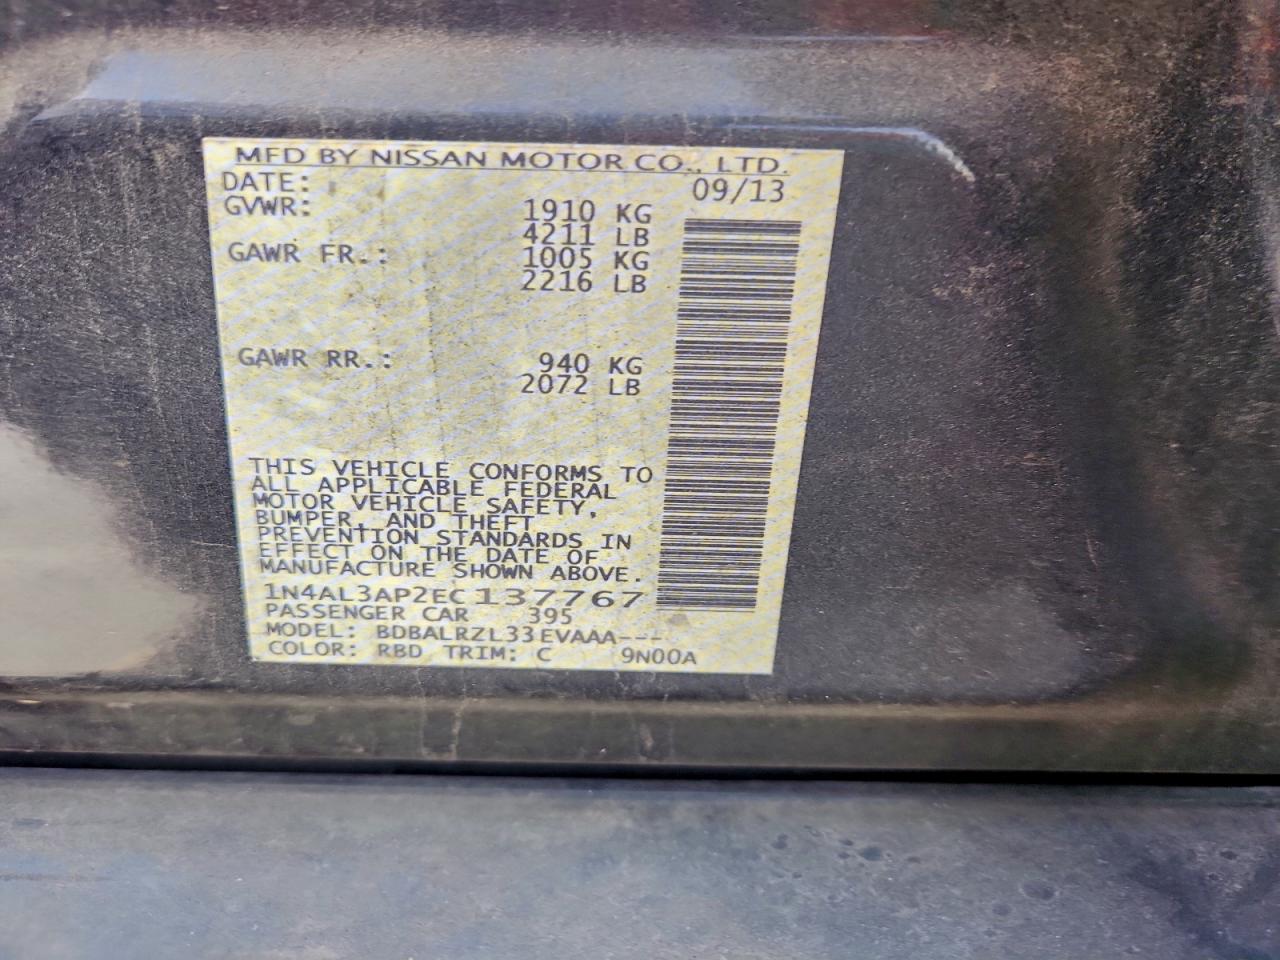 MFD BY NISSAN MOTOR CO., LTD.
DATE: 09/13
GVWR: 1910 KG
4211 LB
GAWR FR.: 1005 KG
2216 LB
GAWR RR.: 940 KG
2072 LB
THIS VEHICLE CONFORMS TO
ALL APPLICABLE FEDERAL
MOTOR VEHICLE SAFETY,
BUMPER, AND THEFT
PREVENTION STANDARDS IN
EFFECT ON THE DATE OF
MANUFACTURE SHOWN ABOVE.
1N4AL3AP2EC137767
PASSENGER CAR 395
MODEL: BDBALRZL33EVAAA---
COLOR: RBD TRIM: C 9N00A